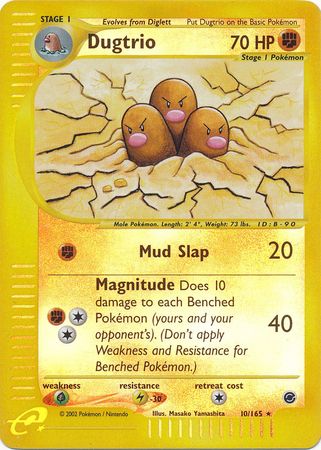 STAGE 1
Evolves from Diglett
Put Dugtrio on the Basic Pokémon
Dugtrio
70 HP
Stage 1 Pokémon
Mole Pokémon. Length: 2' 4", Weight: 73 lbs. ID: B-90
Mud Slap 20
Magnitude Does 10
damage to each Benched
Pokémon (yours and your
opponent's). (Don't apply
Weakness and Resistance for
Benched Pokémon.)
40
weakness
resistance
retreat cost
-30
e
© 2002 Pokémon / Nintendo
Illus. Masako Yamashita
10/165 ★